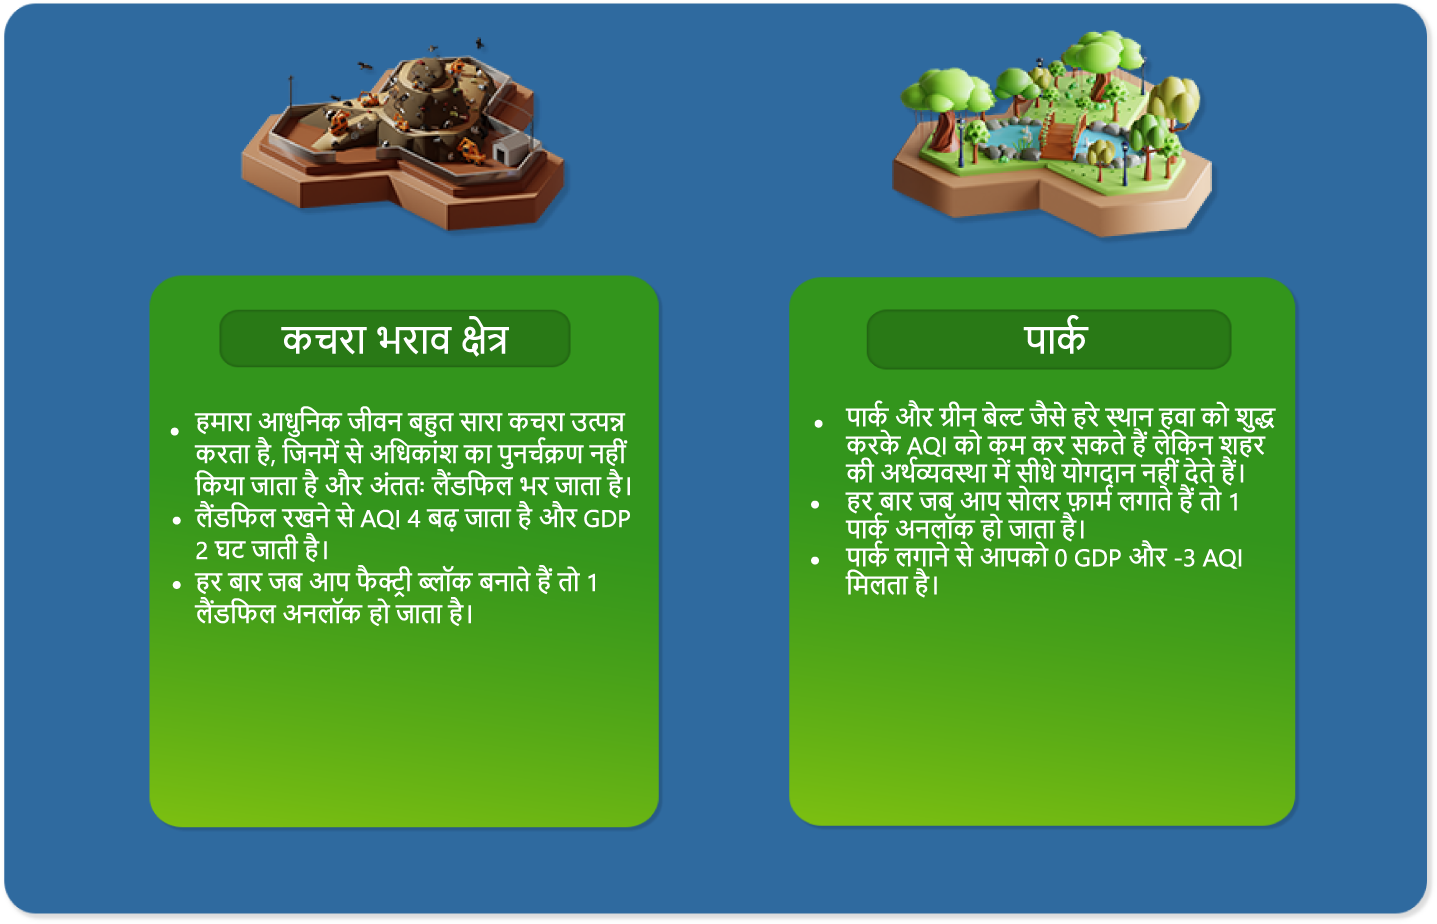 कचरा भराव क्षेत्र
• हमारा आधुनिक जीवन बहुत सारा कचरा उत्पन्न
करता है, जिनमें से अधिकांश का पुनर्चक्रण नहीं
किया जाता है और अंततः लैंडफिल भर जाता है।
• लैंडफिल रखने से AQI 4 बढ़ जाता है और GDP
2 घट जाती है।
• हर बार जब आप फैक्ट्री ब्लॉक बनाते हैं तो 1
लैंडफिल अनलॉक हो जाता है।
पार्क
• पार्क और ग्रीन बेल्ट जैसे हरे स्थान हवा को शुद्ध
करके AQI को कम कर सकते हैं लेकिन शहर
की अर्थव्यवस्था में सीधे योगदान नहीं देते हैं।
• हर बार जब आप सोलर फ़ार्म लगाते हैं तो 1
पार्क अनलॉक हो जाता है।
• पार्क लगाने से आपको 0 GDP और -3 AQI
मिलता है।